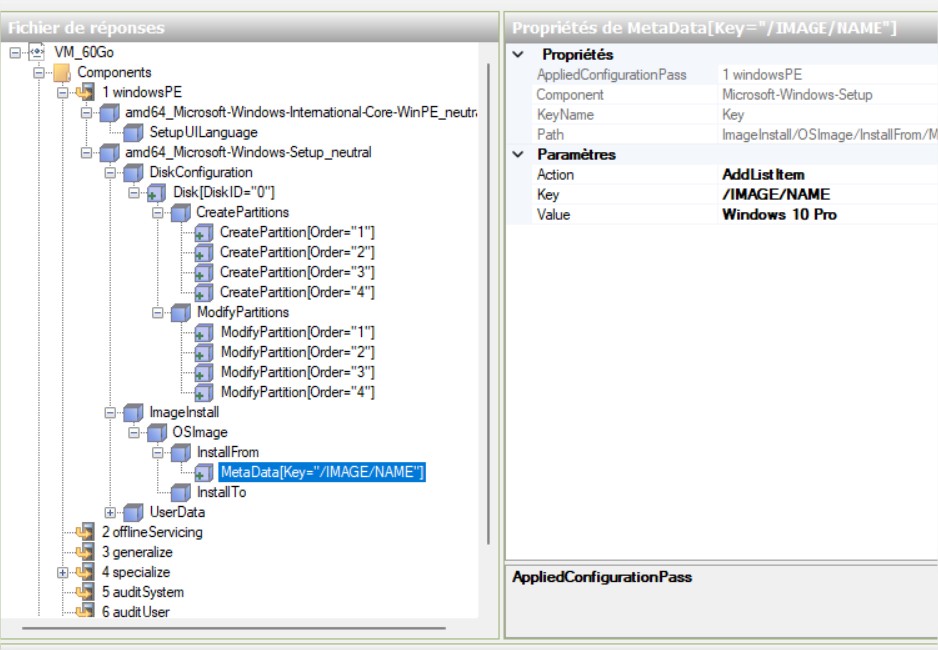 Fichier de réponses
VM_60Go
Components
1 windowsPE
amd64_Microsoft-Windows-International-Core-WinPE_neutra
SetupUILanguage
amd64_Microsoft-Windows-Setup_neutral
DiskConfiguration
Disk[DiskID="0"]
CreatePartitions
CreatePartition[Order="1"]
CreatePartition[Order="2"]
CreatePartition[Order="3"]
CreatePartition[Order="4"]
ModifyPartitions
ModifyPartition[Order="1"]
ModifyPartition[Order="2"]
ModifyPartition[Order="3"]
ModifyPartition[Order="4"]
ImageInstall
OSImage
InstallFrom
MetaData[Key="/IMAGE/NAME"]
InstallTo
UserData
2 offlineServicing
3 generalize
4 specialize
5 auditSystem
6 auditUser
Propriétés de MetaData[Key="/IMAGE/NAME"]
Propriétés
AppliedConfigurationPass 1 windowsPE
Component Microsoft-Windows-Setup
KeyName Key
Path ImageInstall/OSImage/InstallFrom/M
Paramètres
Action AddListItem
Key /IMAGE/NAME
Value Windows 10 Pro
AppliedConfigurationPass